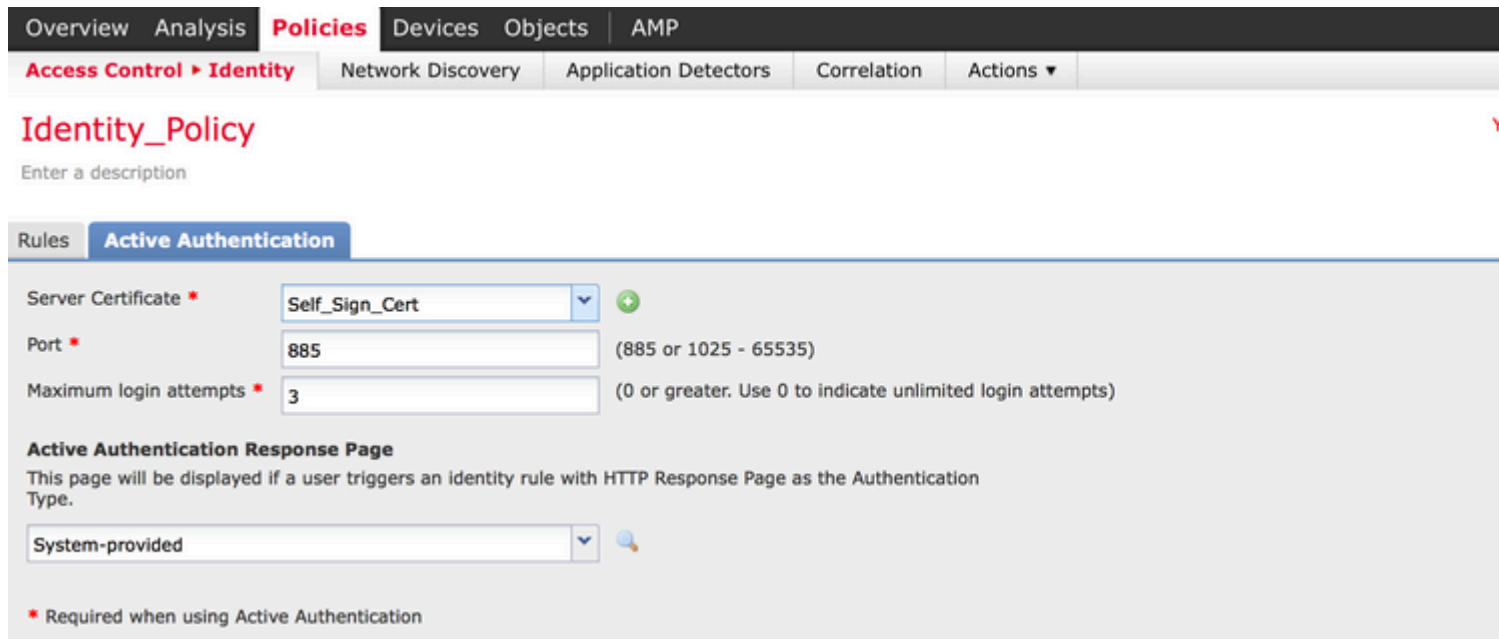 Overview Analysis Policies Devices Objects AMP
Access Control ▸ Identity Network Discovery Application Detectors Correlation Actions ▾
Identity_Policy
Enter a description
Rules Active Authentication
Server Certificate * Self_Sign_Cert
Port * 885 (885 or 1025 - 65535)
Maximum login attempts * 3 (0 or greater. Use 0 to indicate unlimited login attempts)
Active Authentication Response Page
This page will be displayed if a user triggers an identity rule with HTTP Response Page as the Authentication
Type.
System-provided
* Required when using Active Authentication